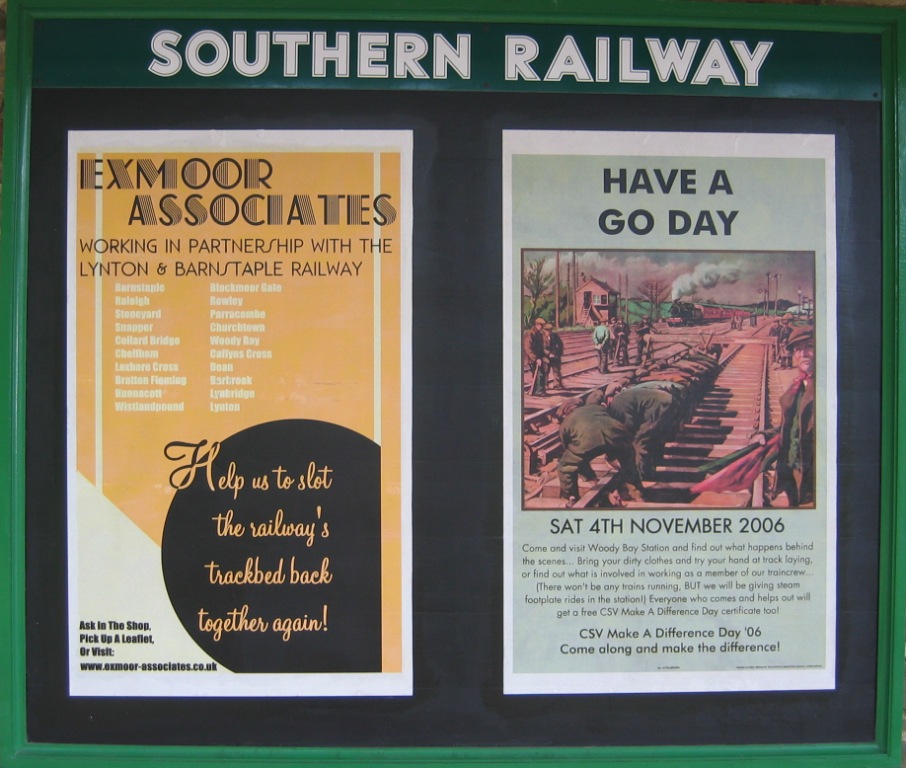 SOUTHERN RAILWAY
EXMOOR
ASSOCIATES
WORKING IN PARTNERSHIP WITH THE
LYNTON & BARNSTAPLE RAILWAY
Barnstaple
Raleigh
Stoneyard
Snapper
Collard Bridge
Chelfham
Loxhore Cross
Bratton Fleming
Hunnacott
Wistlandpound
Blackmoor Gate
Rowley
Parracombe
Churchtown
Woody Bay
Caffyns Cross
Dean
Barbrook
Lynbridge
Lynton
Help us to slot
the railway's
trackbed back
together again!
Ask In The Shop,
Pick Up A Leaflet,
Or Visit:
www.exmoor-associates.co.uk
HAVE A
GO DAY
SAT 4TH NOVEMBER 2006
Come and visit Woody Bay Station and find out what happens behind
the scenes... Bring your dirty clothes and try your hand at track laying,
or find out what is involved in working as a member of our traincrew...
(There won't be any trains running, BUT we will be giving steam
footplate rides in the station!) Everyone who comes and helps out will
get a free CSV Make A Difference Day certificate too!
CSV Make A Difference Day '06
Come along and make the difference!